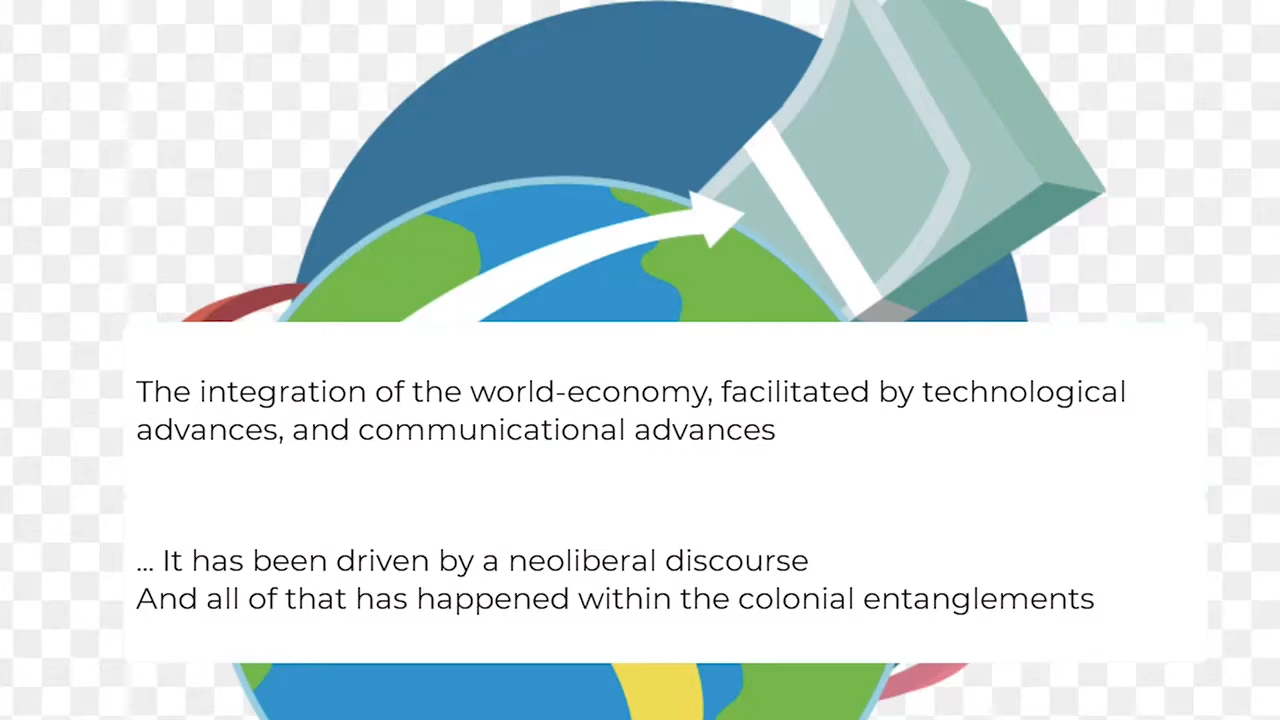 The integration of the world-economy, facilitated by technological
advances, and communicational advances
... It has been driven by a neoliberal discourse
And all of that has happened within the colonial entanglements